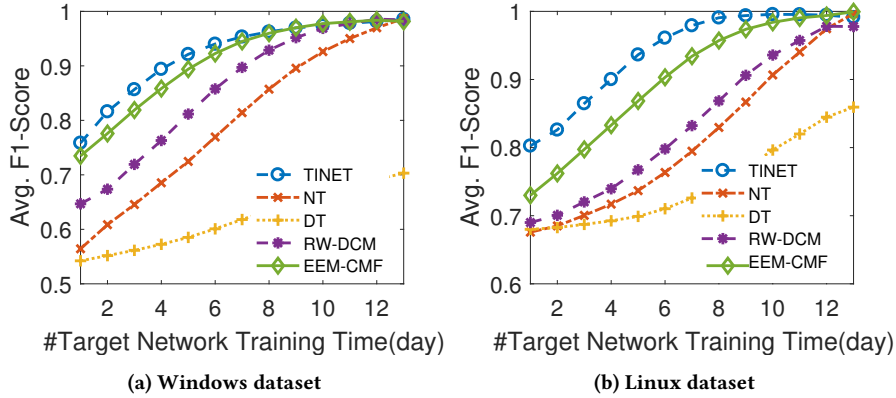 1
0.9
0.8
0.7
0.6
0.5
Avg. F1-Score
TINET
NT
DT
RW-DCM
EEM-CMF
2 4 6 8 10 12
#Target Network Training Time(day)
(a) Windows dataset
1
0.9
0.8
0.7
0.6
Avg. F1-Score
TINET
NT
DT
RW-DCM
EEM-CMF
2 4 6 8 10 12
#Target Network Training Time(day)
(b) Linux dataset